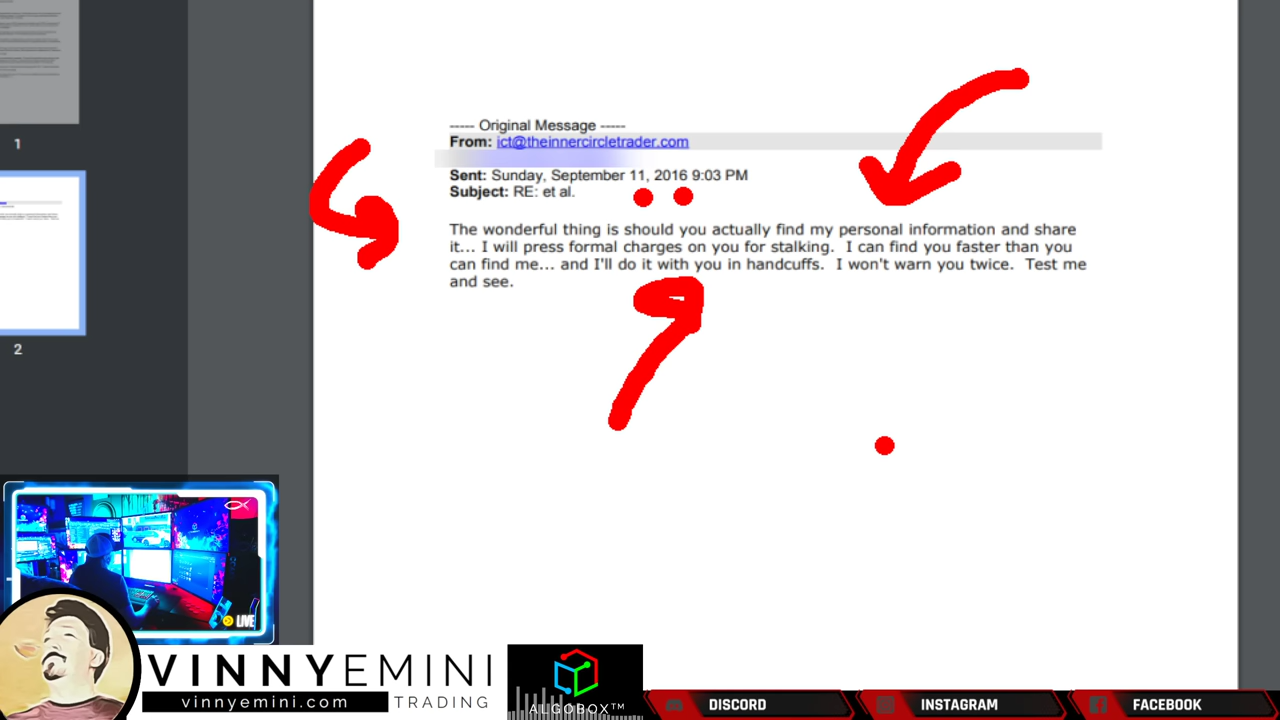 ----- Original Message -----
From: ict@theinnercircletrader.com
Sent: Sunday, September 11, 2016 9:03 PM
Subject: RE: et al.
The wonderful thing is should you actually find my personal information and share
it... I will press formal charges on you for stalking.  I can find you faster than you
can find me... and I'll do it with you in handcuffs.  I won't warn you twice.  Test me
and see.
1
2
LIVE
VINNYEMINI
vinnyemini.com TRADING
ALGOBOX™
DISCORD
INSTAGRAM
FACEBOOK